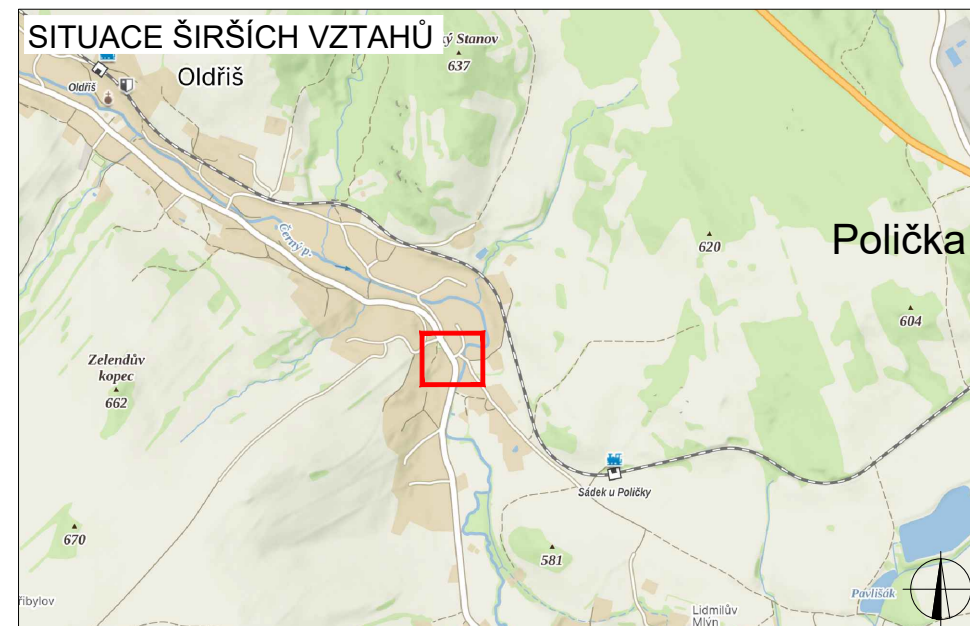 SITUACE ŠIRŠÍCH VZTAHŮ
ký Stanov
637
Oldřiš
Oldřiš
Černý p.
620
Polička
604
Zelendův
kopec
662
Sádek u Poličky
670
581
Pavlišák
řibylov
Lidmilův
Mlýn